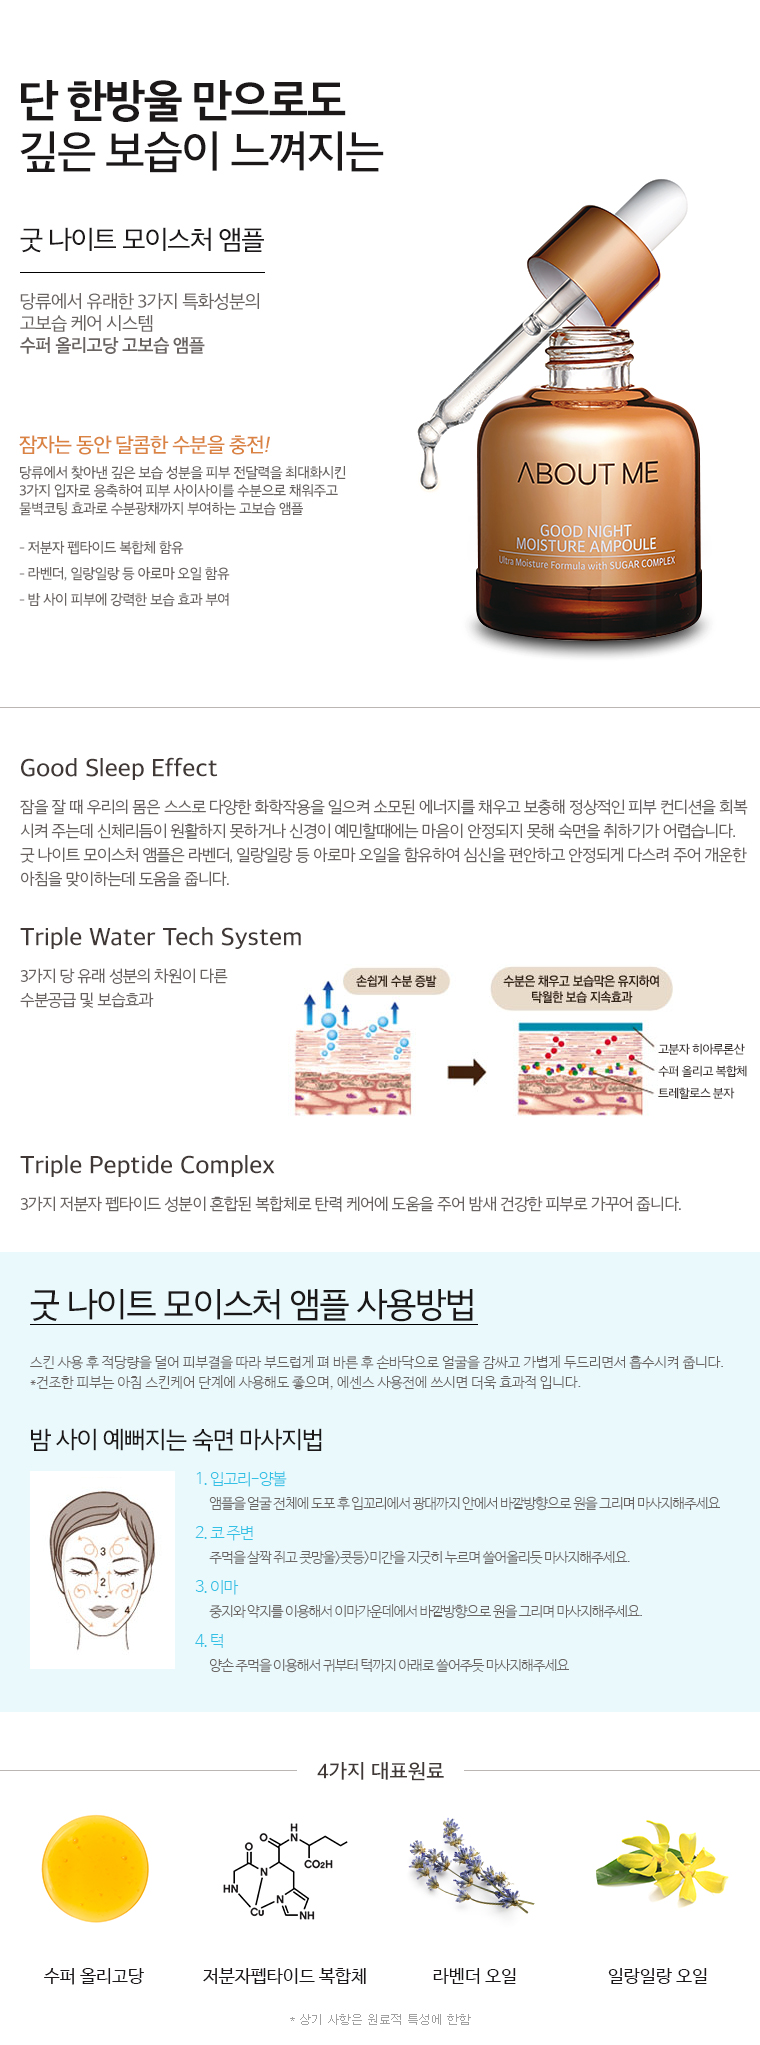 단 한방울 만으로도
깊은 보습이 느껴지는
굿 나이트 모이스처 앰플
당류에서 유래한 3가지 특화성분의
고보습 케어 시스템
수퍼 올리고당 고보습 앰플
잠자는 동안 달콤한 수분을 충전!
당류에서 찾아낸 깊은 보습 성분을 피부 전달력을 최대화시킨
3가지 입자로 응축하여 피부 사이사이를 수분으로 채워주고
물벽코팅 효과로 수분광채까지 부여하는 고보습 앰플
- 저분자 펩타이드 복합체 함유
- 라벤더, 일랑일랑 등 아로마 오일 함유
- 밤 사이 피부에 강력한 보습 효과 부여
ABOUT ME
GOOD NIGHT
MOISTURE AMPOULE
Ultra Moisture Formula with SUGAR COMPLEX
Good Sleep Effect
잠을 잘 때 우리의 몸은 스스로 다양한 화학작용을 일으켜 소모된 에너지를 채우고 보충해 정상적인 피부 컨디션을 회복
시켜 주는데 신체리듬이 원활하지 못하거나 신경이 예민할때에는 마음이 안정되지 못해 숙면을 취하기가 어렵습니다.
굿 나이트 모이스처 앰플은 라벤더, 일랑일랑 등 아로마 오일을 함유하여 심신을 편안하고 안정되게 다스려 주어 개운한
아침을 맞이하는데 도움을 줍니다.
Triple Water Tech System
3가지 당 유래 성분의 차원이 다른
수분공급 및 보습효과
손쉽게 수분 증발
수분은 채우고 보습막은 유지하여
탁월한 보습 지속효과
고분자 히아루론산
수퍼 올리고 복합체
트레할로스 분자
Triple Peptide Complex
3가지 저분자 펩타이드 성분이 혼합된 복합체로 탄력 케어에 도움을 주어 밤새 건강한 피부로 가꾸어 줍니다.
굿 나이트 모이스처 앰플 사용방법
스킨 사용 후 적당량을 덜어 피부결을 따라 부드럽게 펴 바른 후 손바닥으로 얼굴을 감싸고 가볍게 두드리면서 흡수시켜 줍니다.
*건조한 피부는 아침 스킨케어 단계에 사용해도 좋으며, 에센스 사용전에 쓰시면 더욱 효과적 입니다.
밤 사이 예뻐지는 숙면 마사지법
3
2
1
4
1. 입고리-양볼
앰플을 얼굴 전체에 도포 후 입꼬리에서 광대까지 안에서 바깥방향으로 원을 그리며 마사지해주세요
2. 코 주변
주먹을 살짝 쥐고 콧망울>콧등>미간을 지긋히 누르며 쓸어올리듯 마사지해주세요.
3. 이마
중지와 약지를 이용해서 이마가운데에서 바깥방향으로 원을 그리며 마사지해주세요.
4. 턱
양손 주먹을 이용해서 귀부터 턱까지 아래로 쓸어주듯 마사지해주세요
4가지 대표원료
O
N
H
CO2H
O
N
HN
Cu
N
NH
수퍼 올리고당
저분자펩타이드 복합체
라벤더 오일
일랑일랑 오일
* 상기 사항은 원료적 특성에 한함